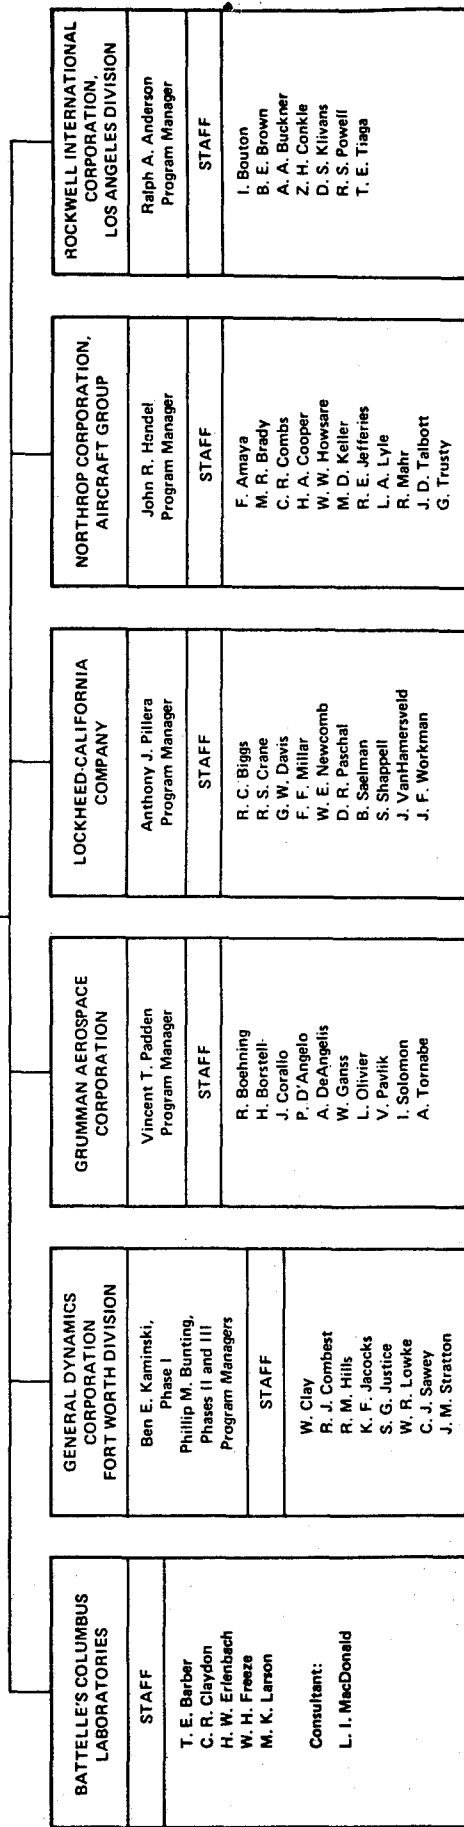 BATTELLE'S COLUMBUS
LABORATORIES
STAFF
T. E. Barber
C. R. Claydon
H. W. Erlenbach
W. H. Freeze
M. K. Larson
Consultant:
L. I. MacDonald
GENERAL DYNAMICS
CORPORATION
FORT WORTH DIVISION
Ben E. Kaminski,
Phase I
Phillip M. Bunting,
Phases II and III
Program Managers
STAFF
W. Clay
R. J. Combest
R. M. Hills
K. F. Jacocks
S. G. Justice
W. R. Lowke
C. J. Sawey
J. M. Stratton
GRUMMAN AEROSPACE
CORPORATION
Vincent T. Padden
Program Manager
STAFF
R. Boehning
H. Borstell
J. Corallo
P. D'Angelo
A. DeAngelis
W. Ganss
L. Olivier
V. Pavlik
I. Solomon
A. Tornabe
LOCKHEED-CALIFORNIA
COMPANY
Anthony J. Pillera
Program Manager
STAFF
R. C. Biggs
R. S. Crane
G. W. Davis
F. F. Millar
W. E. Newcomb
D. R. Paschal
B. Saelman
S. Shappell
J. VanHamersveld
J. F. Workman
NORTHROP CORPORATION,
AIRCRAFT GROUP
John R. Hendel
Program Manager
STAFF
F. Amaya
M. R. Brady
C. R. Combs
H. A. Cooper
W. W. Howsare
M. D. Keller
R. E. Jefferies
L. A. Lyle
R. Mahr
J. D. Talbott
G. Trusty
ROCKWELL INTERNATIONAL
CORPORATION,
LOS ANGELES DIVISION
Ralph A. Anderson
Program Manager
STAFF
I. Bouton
B. E. Brown
A. A. Buckner
Z. H. Conkle
D. S. Klivans
R. S. Powell
T. E. Tiaga